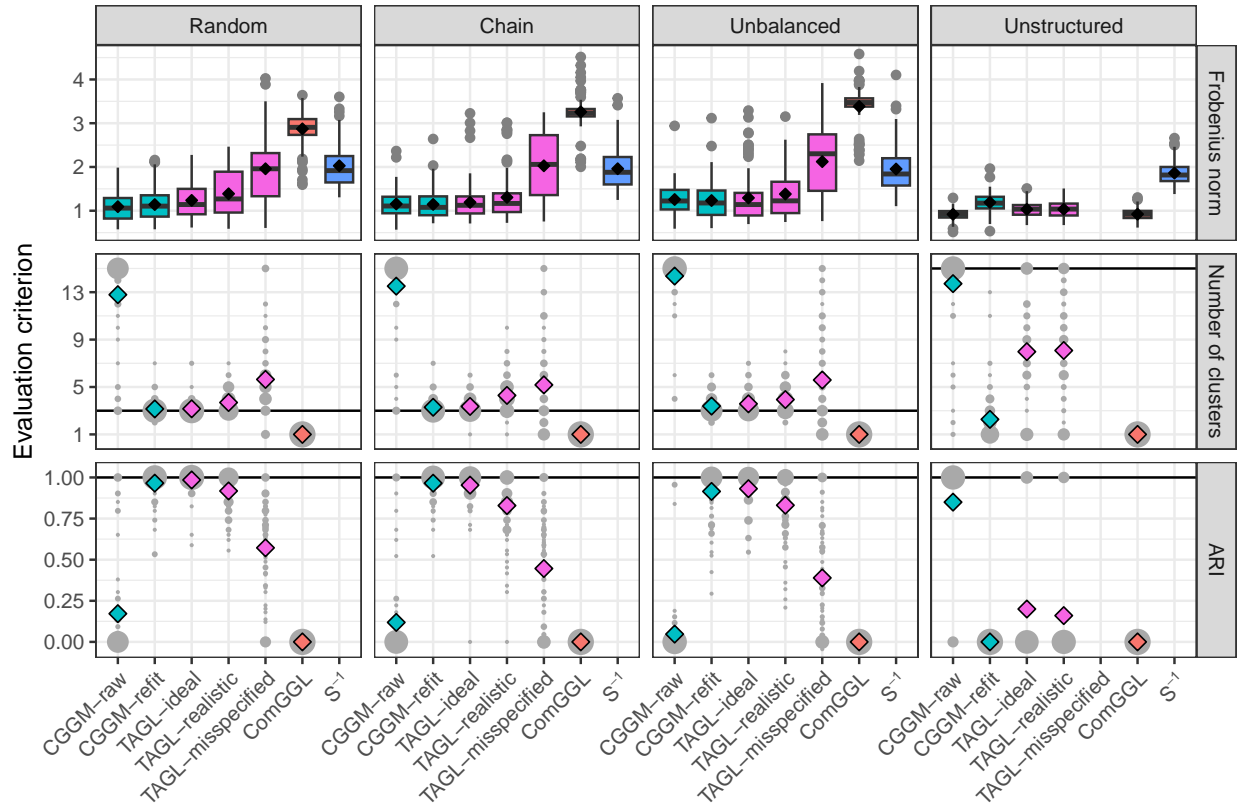 Random
Chain
Unbalanced
Unstructured
Evaluation criterion
4
3
2
1
Frobenius norm
13
9
5
1
Number of clusters
1.00
0.75
0.50
0.25
0.00
ARI
CGGM−raw
CGGM−refit
TAGL−ideal
TAGL−realistic
TAGL−misspecified
ComGGL
S⁻¹
CGGM−raw
CGGM−refit
TAGL−ideal
TAGL−realistic
TAGL−misspecified
ComGGL
S⁻¹
CGGM−raw
CGGM−refit
TAGL−ideal
TAGL−realistic
TAGL−misspecified
ComGGL
S⁻¹
CGGM−raw
CGGM−refit
TAGL−ideal
TAGL−realistic
TAGL−misspecified
ComGGL
S⁻¹